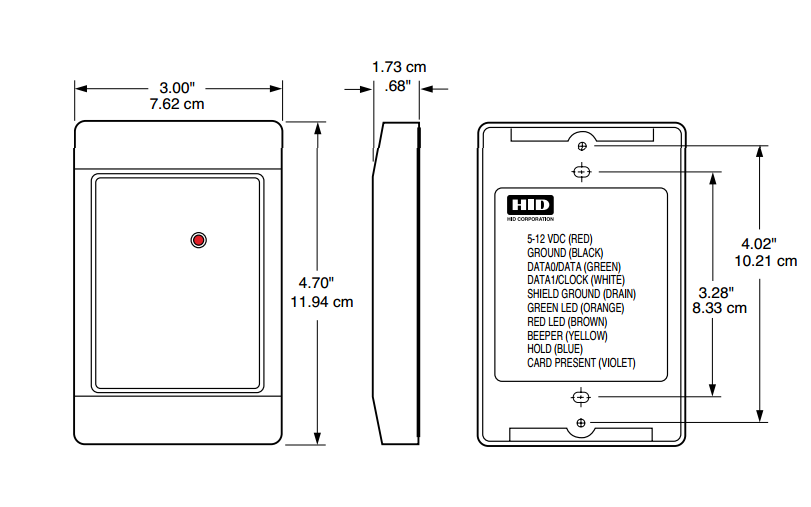 3.00"
7.62 cm
4.70"
11.94 cm
1.73 cm
.68"
HID
HID CORPORATION
5-12 VDC (RED)
GROUND (BLACK)
DATA0/DATA (GREEN)
DATA1/CLOCK (WHITE)
SHIELD GROUND (DRAIN)
GREEN LED (ORANGE)
RED LED (BROWN)
BEEPER (YELLOW)
HOLD (BLUE)
CARD PRESENT (VIOLET)
3.28"
8.33 cm
4.02"
10.21 cm